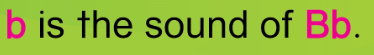 b is the sound of Bb.